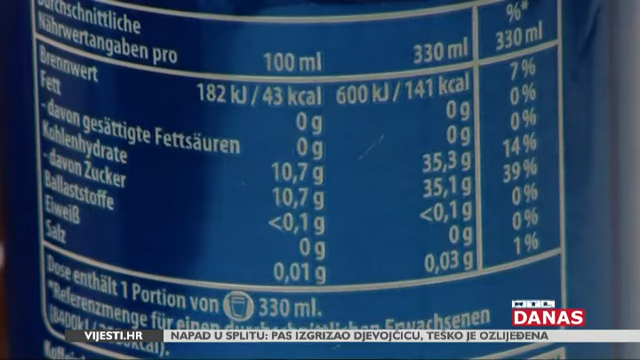 Durchschnittliche
Nährwertangaben pro 100 ml 330 ml %* 330 ml
Brennwert 182 kJ / 43 kcal 600 kJ / 141 kcal 7%
Fett 0 g 0 g 0%
- davon gesättigte Fettsäuren 0 g 0 g 0%
Kohlenhydrate 10,7 g 35,3 g 14%
- davon Zucker 10,7 g 35,1 g 39%
Ballaststoffe <0,1 g <0,1 g 0%
Eiweiß 0 g 0 g 0%
Salz 0,01 g 0,03 g 1%
Dose enthält 1 Portion von 330 ml.
*Referenzmenge für einen durchschnittlichen Erwachsenen
RTL
DANAS
VIJESTI.HR NAPAD U SPLITU: PAS IZGRIZAO DJEVOJČICU, TEŠKO JE OZLIJEĐENA